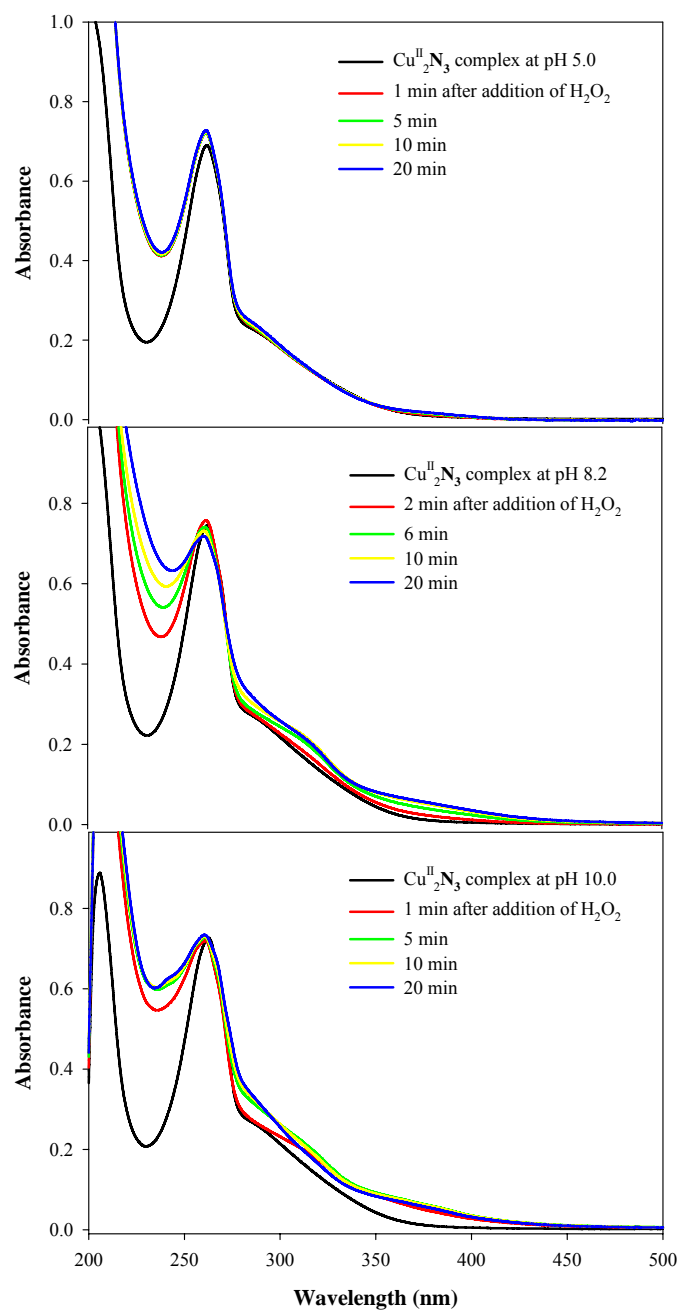 1.0
Cu^II_2N_3 complex at pH 5.0
1 min after addition of H_2O_2
5 min
10 min
20 min
0.8
0.6
0.4
0.2
0.0
Absorbance
Cu^II_2N_3 complex at pH 8.2
2 min after addition of H_2O_2
6 min
10 min
20 min
0.8
0.6
0.4
0.2
0.0
Absorbance
Cu^II_2N_3 complex at pH 10.0
1 min after addition of H_2O_2
5 min
10 min
20 min
0.8
0.6
0.4
0.2
0.0
Absorbance
200 250 300 350 400 450 500
Wavelength (nm)